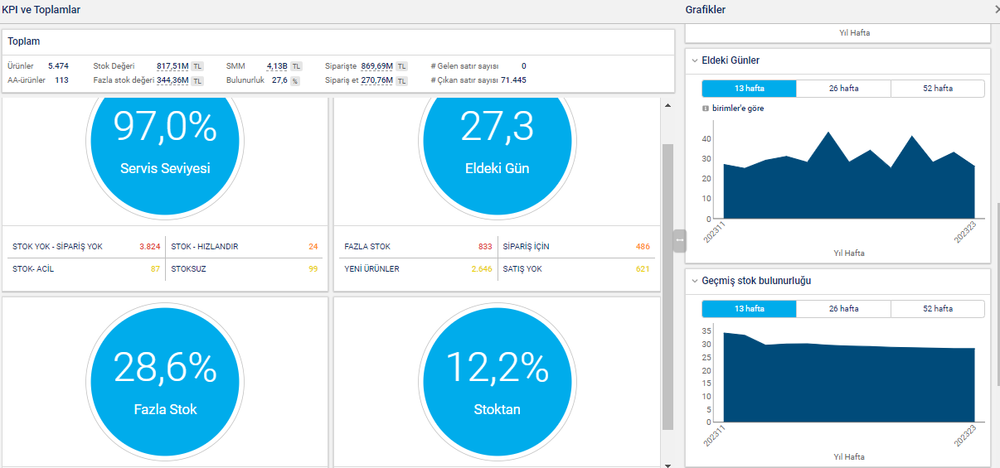 KPI ve Toplamlar
Toplam
Ürünler 5.474 Stok Değeri 817,51M TL SMM 4,13B TL Siparişte 869,69M TL # Gelen satır sayısı 0
AA-ürünler 113 Fazla stok değeri 344,36M TL Bulunurluk 27,6 % Sipariş et 270,76M TL # Çıkan satır sayısı 71.445
97,0%
Servis Seviyesi
27,3
Eldeki Gün
STOK YOK - SİPARİŞ YOK 3.824 STOK - HIZLANDIR 24
STOK- ACİL 87 STOKSUZ 99
FAZLA STOK 833 SİPARİŞ İÇİN 486
YENİ ÜRÜNLER 2.646 SATIŞ YOK 621
28,6%
Fazla Stok
12,2%
Stoktan
Grafikler
Yıl Hafta
Eldeki Günler
13 hafta 26 hafta 52 hafta
birimler'e göre
40
30
20
10
0
202311 202323
Yıl Hafta
Geçmiş stok bulunurluğu
13 hafta 26 hafta 52 hafta
35
30
25
20
15
10
5
0
202311 202323
Yıl Hafta